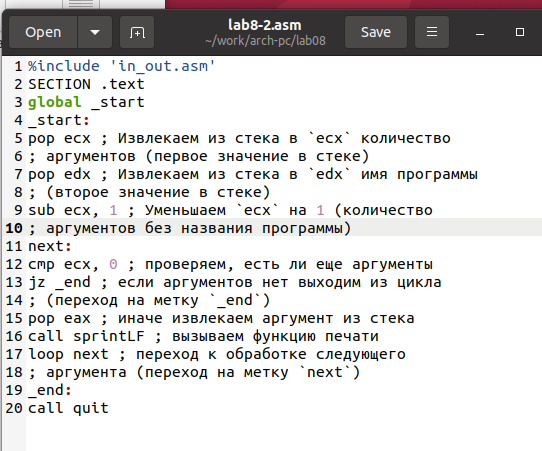 Open
lab8-2.asm
~/work/arch-pc/lab08
Save
1 %include 'in_out.asm'
2 SECTION .text
3 global _start
4 _start:
5 pop ecx ; Извлекаем из стека в `ecx` количество
6 ; аргументов (первое значение в стеке)
7 pop edx ; Извлекаем из стека в `edx` имя программы
8 ; (второе значение в стеке)
9 sub ecx, 1 ; Уменьшаем `ecx` на 1 (количество
10 ; аргументов без названия программы)
11 next:
12 cmp ecx, 0 ; проверяем, есть ли еще аргументы
13 jz _end ; если аргументов нет выходим из цикла
14 ; (переход на метку `_end`)
15 pop eax ; иначе извлекаем аргумент из стека
16 call sprintLF ; вызываем функцию печати
17 loop next ; переход к обработке следующего
18 ; аргумента (переход на метку `next`)
19 _end:
20 call quit